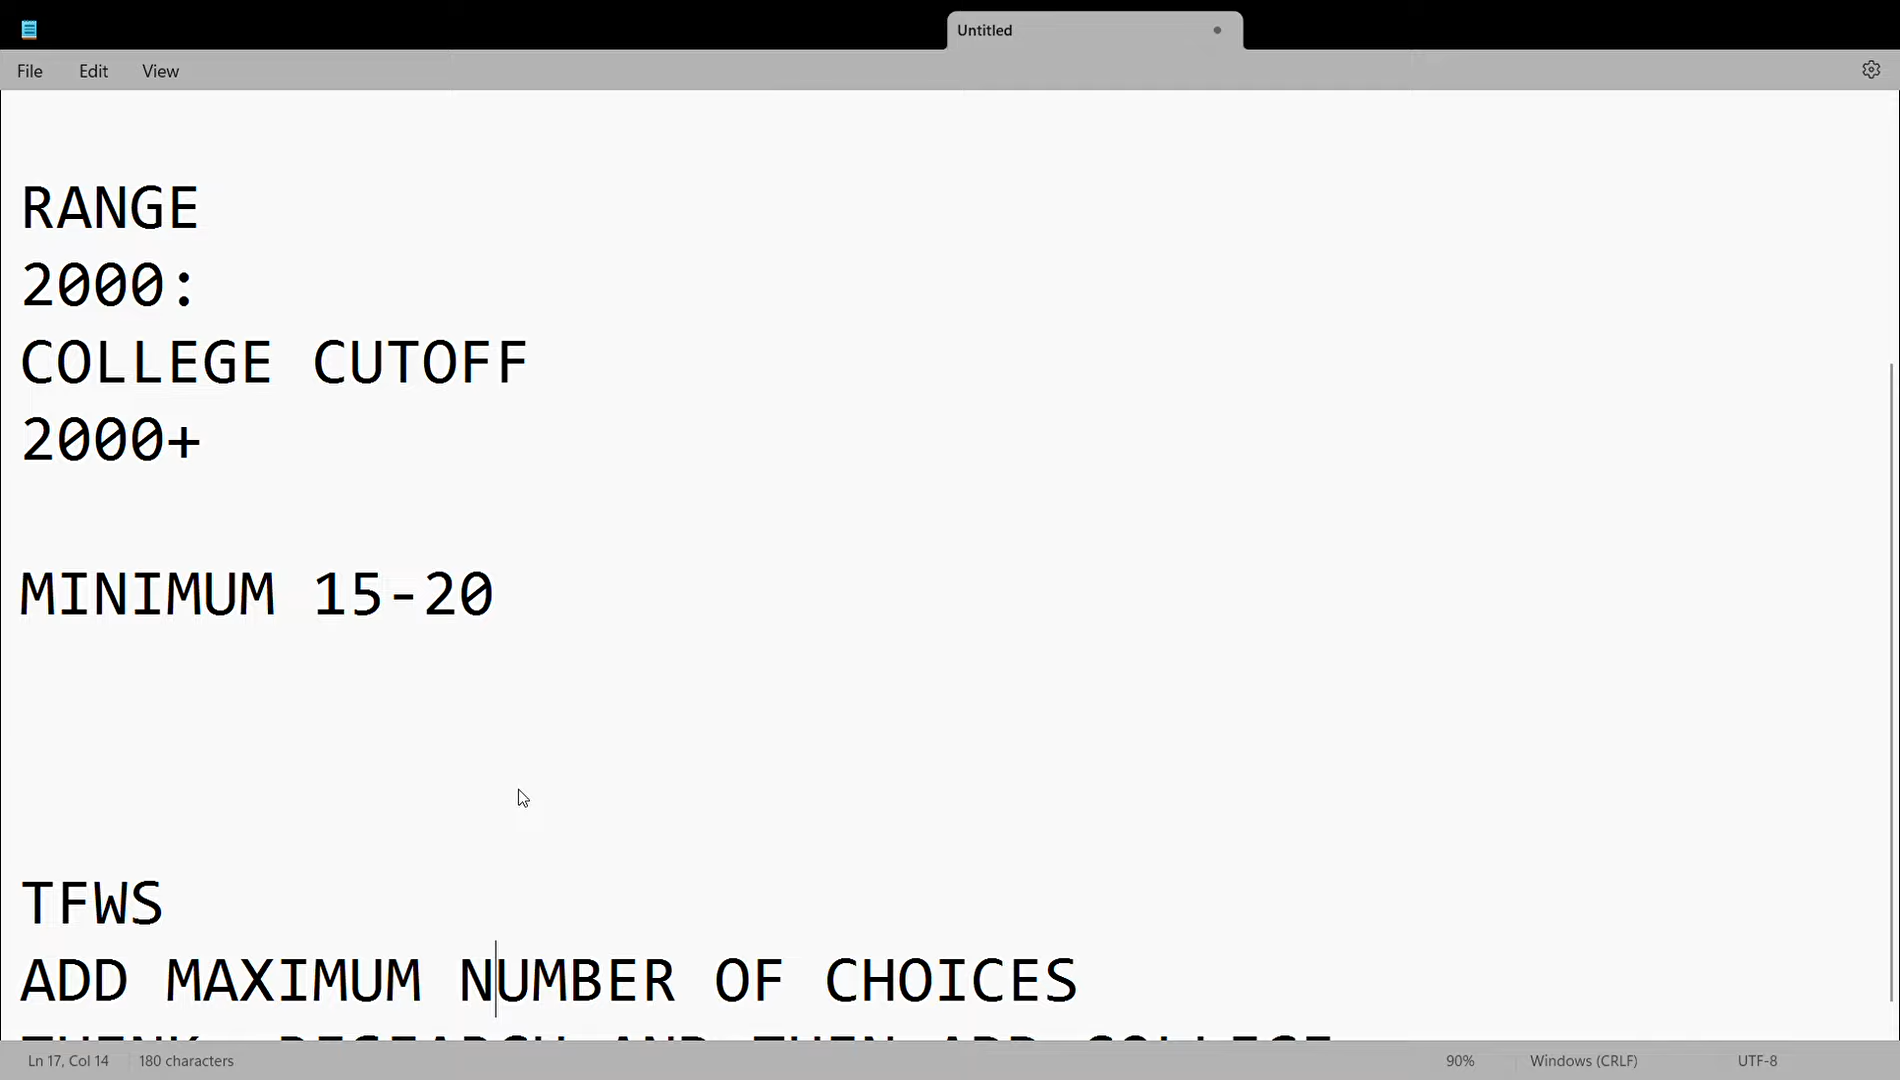 Untitled
File Edit View
RANGE
2000:
COLLEGE CUTOFF
2000+
MINIMUM 15-20
TFWS
ADD MAXIMUM NUMBER OF CHOICES
Ln 17, Col 14 180 characters 90% Windows (CRLF) UTF-8